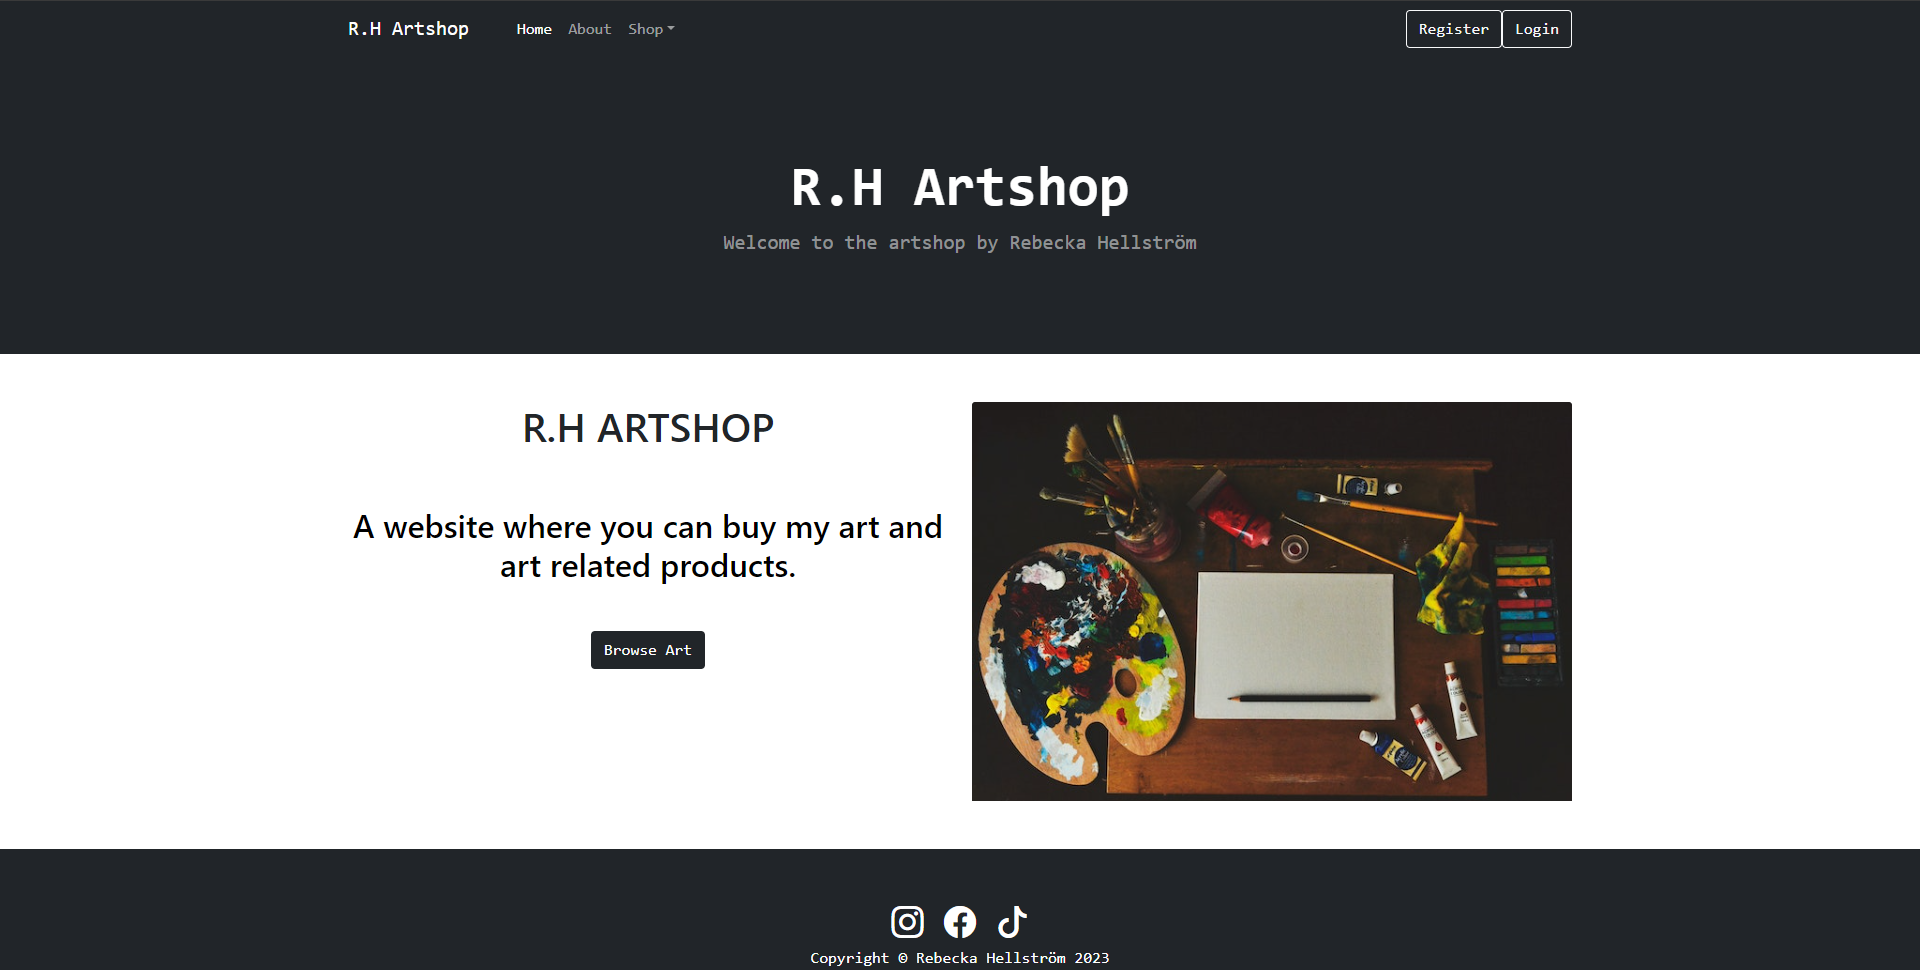 R.H Artshop Home About Shop Register Login
R.H Artshop
Welcome to the artshop by Rebecka Hellström
R.H ARTSHOP
A website where you can buy my art and
art related products.
Browse Art
Copyright © Rebecka Hellström 2023